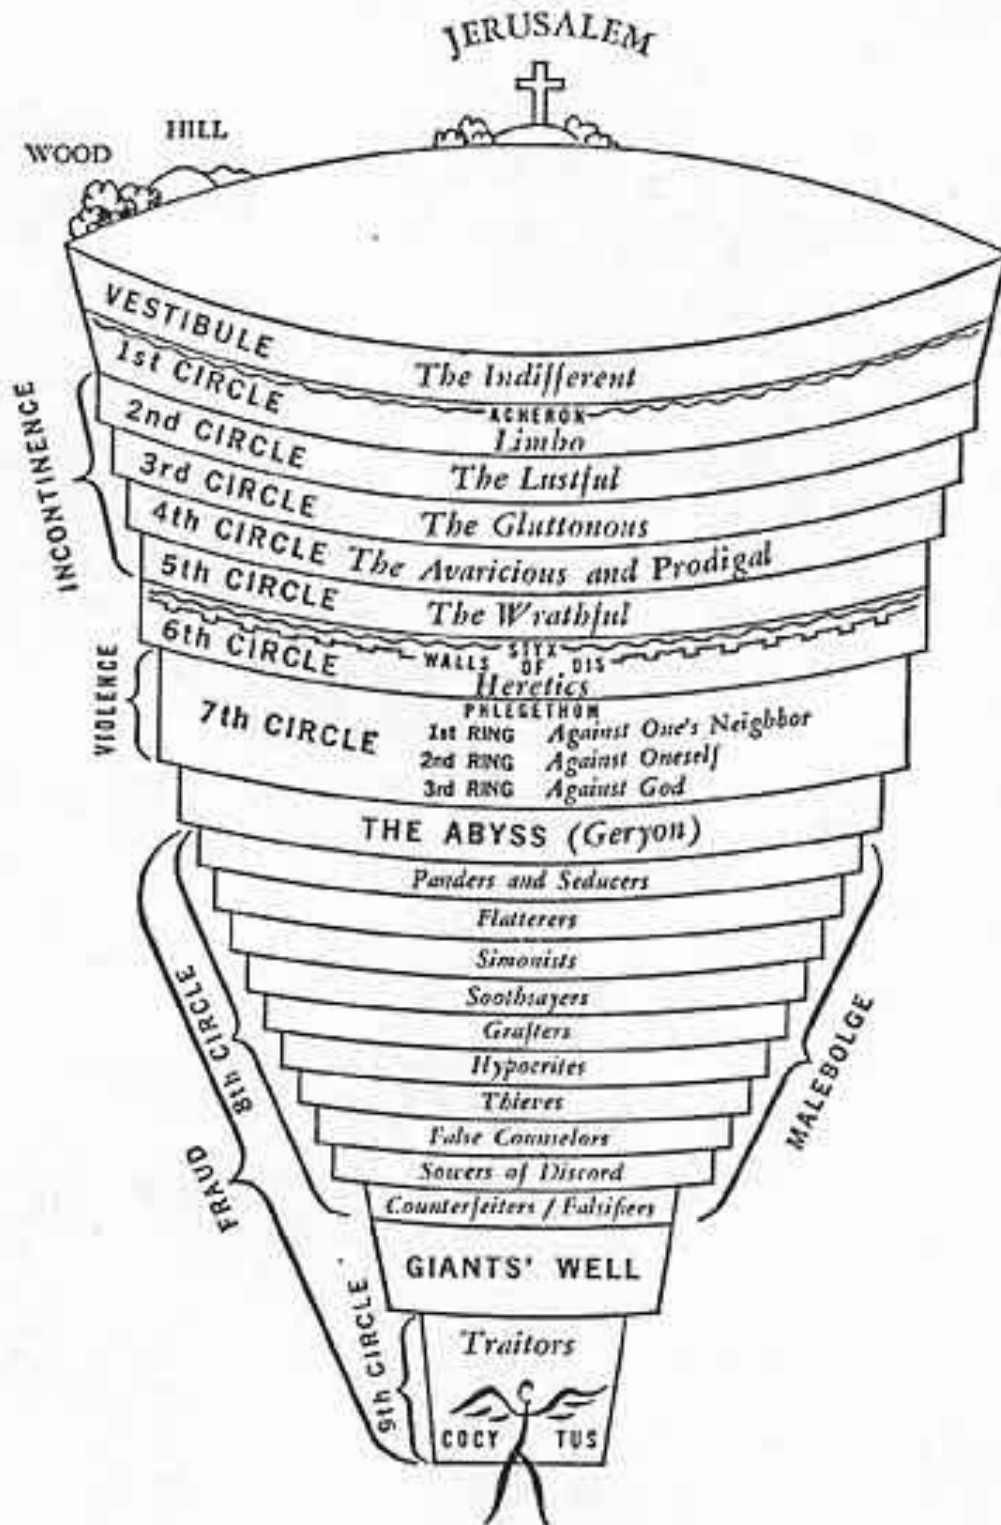 JERUSALEM
HILL
WOOD
VESTIBULE
The Indifferent
ACHERON
1st CIRCLE
Limbo
INCONTINENCE
2nd CIRCLE
The Lustful
3rd CIRCLE
The Gluttonous
4th CIRCLE The Avaricious and Prodigal
5th CIRCLE
The Wrathful
STYX
WALLS OF DIS
6th CIRCLE
Heretics
VIOLENCE
PHLEGETHON
7th CIRCLE
1st RING Against One's Neighbor
2nd RING Against Oneself
3rd RING Against God
THE ABYSS (Geryon)
Panders and Seducers
Flatterers
Simonists
Soothsayers
Grafters
Hypocrites
Thieves
False Counselors
Sowers of Discord
Counterfeiters / Falsifiers
8th CIRCLE
MALEBOLGE
FRAUD
GIANTS' WELL
9th CIRCLE
Traitors
COCY TUS